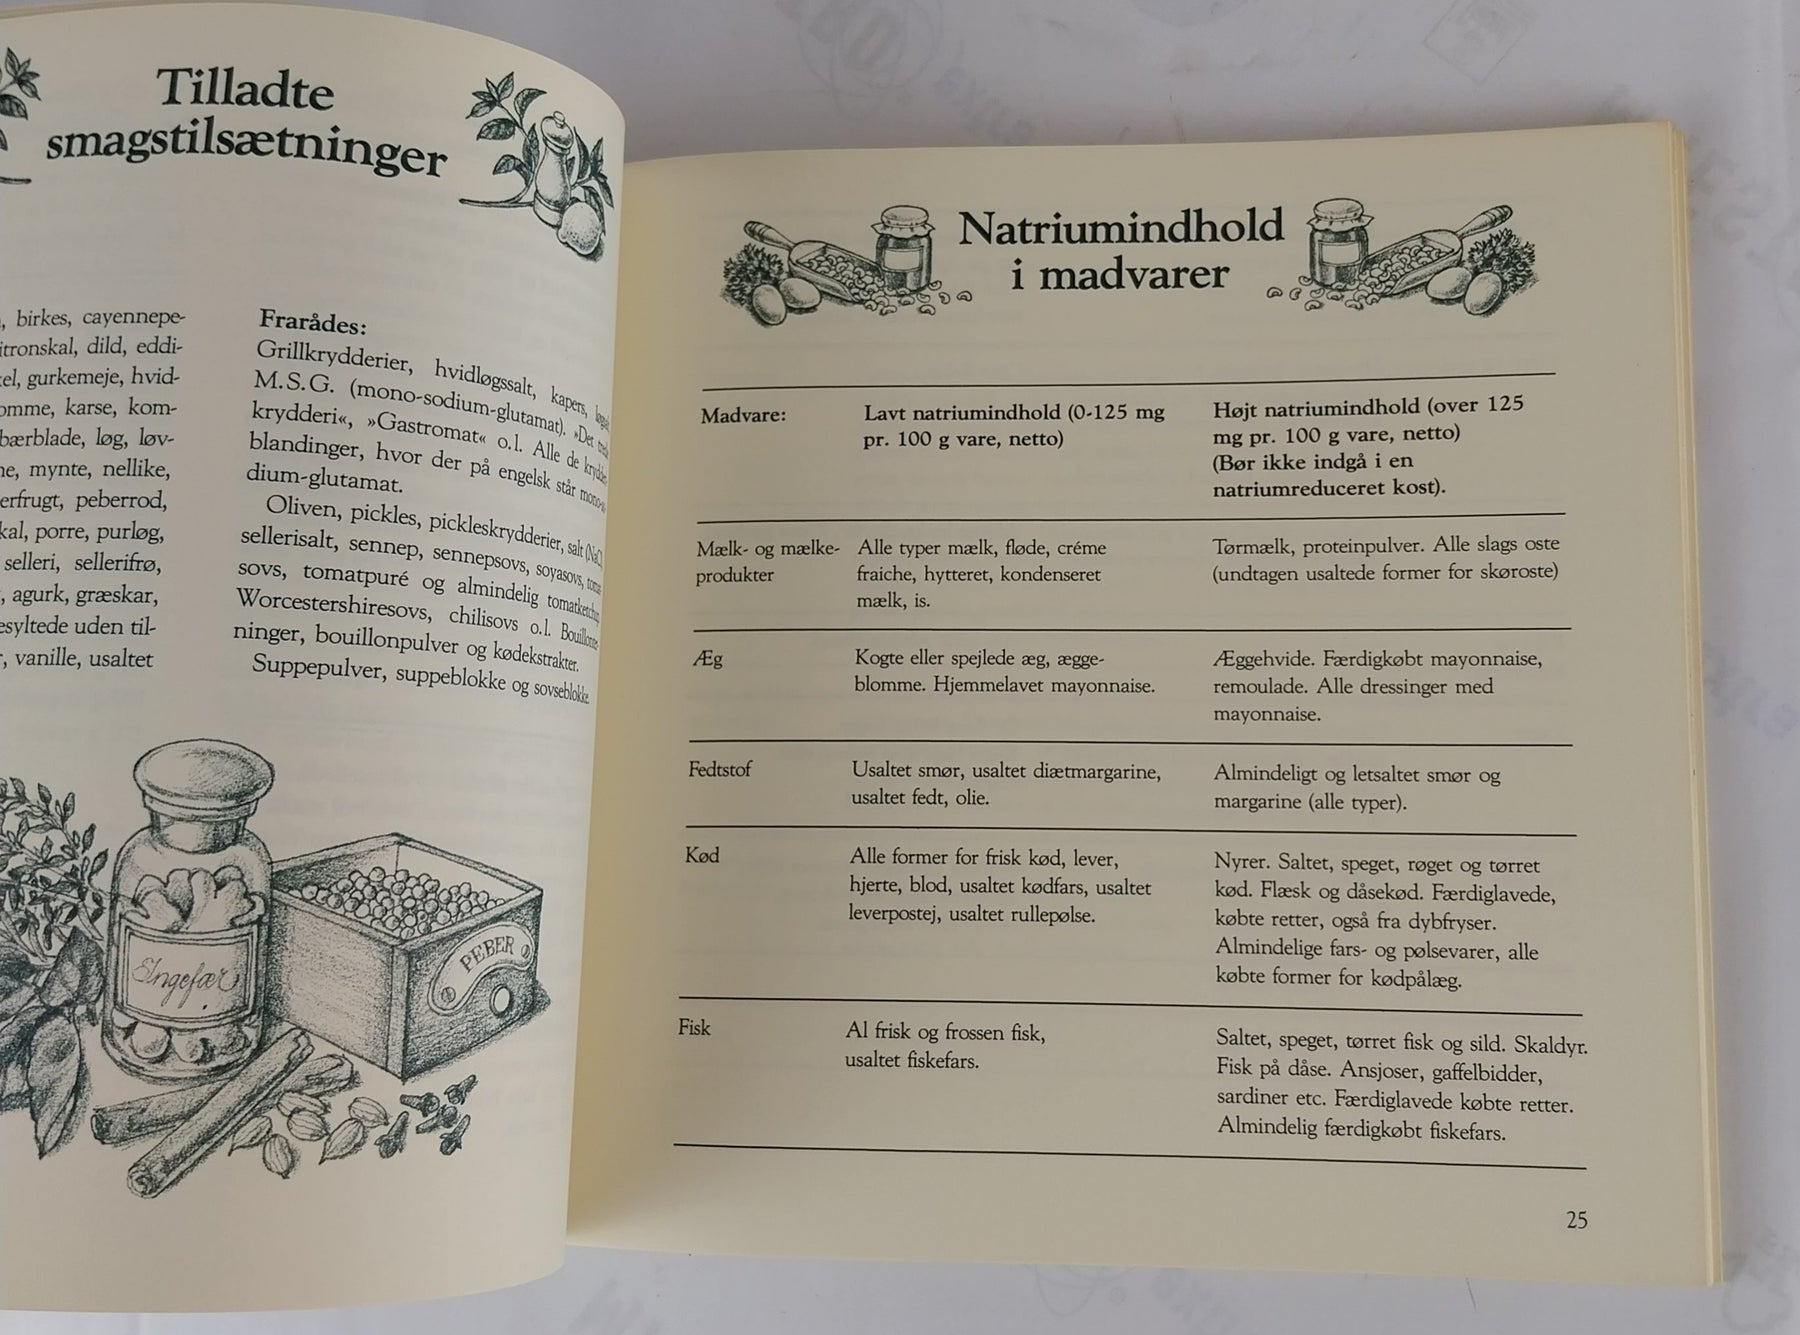 Tilladte
smagstilsætninger
, birkes, cayennepe-
itronskal, dild, eddi-
el, gurkemeje, hvid-
omme, karse, kom-
bærblade, løg, løv-
ne, mynte, nellike,
erfrugt, peberrod,
kal, porre, purløg,
selleri, sellerifrø,
, agurk, græskar,
esyltede uden til-
, vanille, usaltet
Frarådes:
Grillkrydderier, hvidløgssalt, kapers,
M.S.G. (mono-sodium-glutamat). »Det
krydderi«, »Gastromat« o.l. Alle de
blandinger, hvor der på engelsk står
dium-glutamat.
Oliven, pickles, pickleskrydderier, salt
sellerisalt, sennep, sennepsovs, soyasovs,
sovs, tomatpuré og almindelig tomatketchup,
Worcestershiresovs, chilisovs o.l.
ninger, bouillonpulver og kødekstrakter.
Suppepulver, suppeblokke og sovseblokke.
Ingefær
PEBER
Natriumindhold
i madvarer
Madvare: Lavt natriumindhold (0-125 mg
pr. 100 g vare, netto)
Højt natriumindhold (over 125
mg pr. 100 g vare, netto)
(Bør ikke indgå i en
natriumreduceret kost).
Mælk- og mælke-
produkter
Alle typer mælk, fløde, créme
fraiche, hytteret, kondenseret
mælk, is.
Tørmælk, proteinpulver. Alle slags oste
(undtagen usaltede former for skøroste)
Æg
Kogte eller spejlede æg, ægge-
blomme. Hjemmelavet mayonnaise.
Æggehvide. Færdigkøbt mayonnaise,
remoulade. Alle dressinger med
mayonnaise.
Fedtstof
Usaltet smør, usaltet diætmargarine,
usaltet fedt, olie.
Almindeligt og letsaltet smør og
margarine (alle typer).
Kød
Alle former for frisk kød, lever,
hjerte, blod, usaltet kødfars, usaltet
leverpostej, usaltet rullepølse.
Nyrer. Saltet, speget, røget og tørret
kød. Flæsk og dåsekød. Færdiglavede,
købte retter, også fra dybfryser.
Almindelige fars- og pølsevarer, alle
købte former for kødpålæg.
Fisk
Al frisk og frossen fisk,
usaltet fiskefars.
Saltet, speget, tørret fisk og sild. Skaldyr.
Fisk på dåse. Ansjoser, gaffelbidder,
sardiner etc. Færdiglavede købte retter.
Almindelig færdigkøbt fiskefars.
25